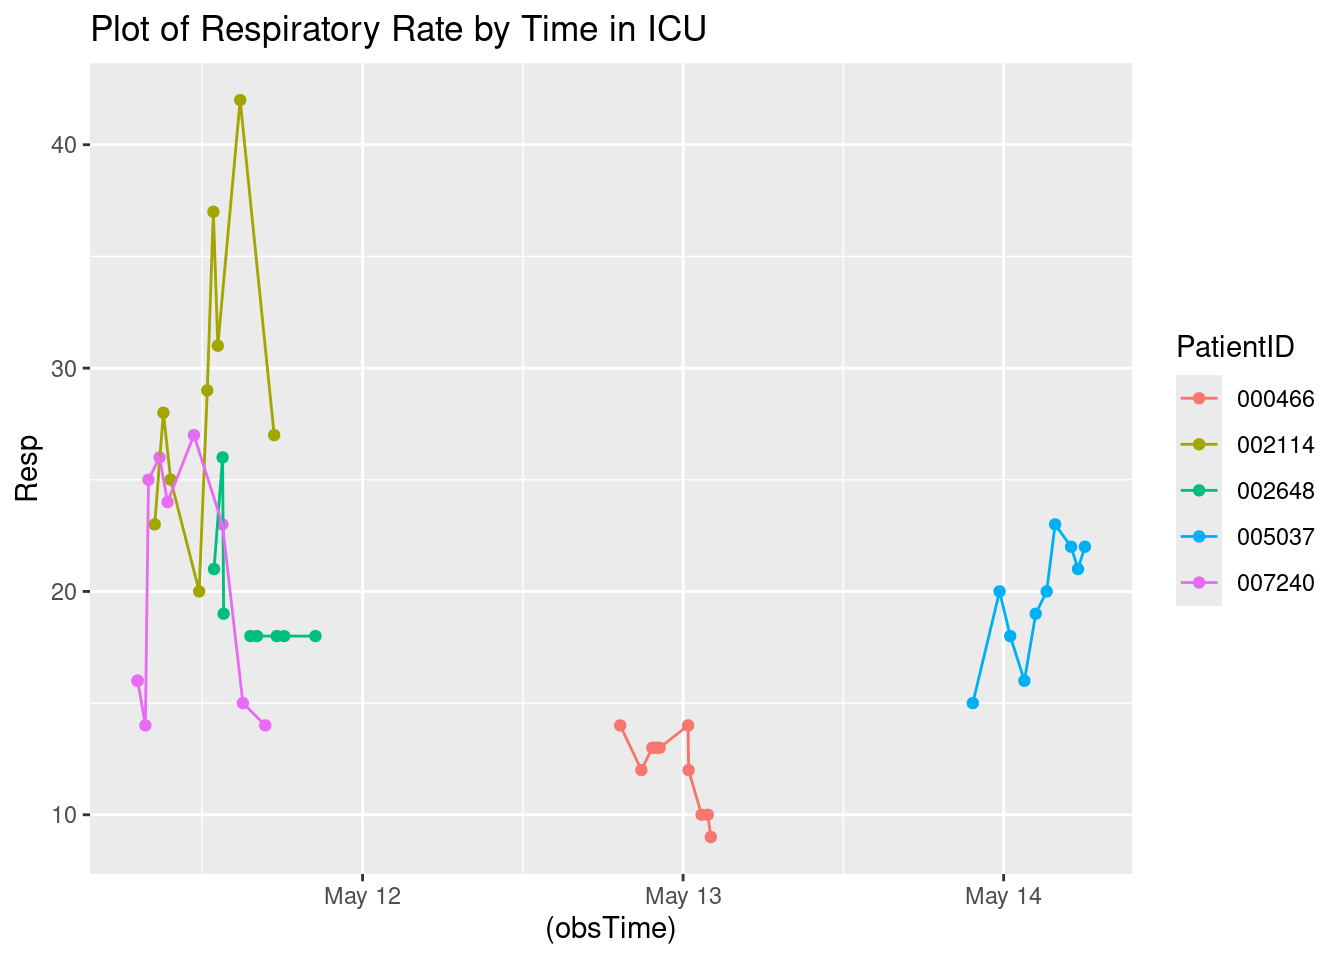 Plot of Respiratory Rate by Time in ICU
40
30
20
10
Resp
May 12
May 13
May 14
(obsTime)
PatientID
000466
002114
002648
005037
007240